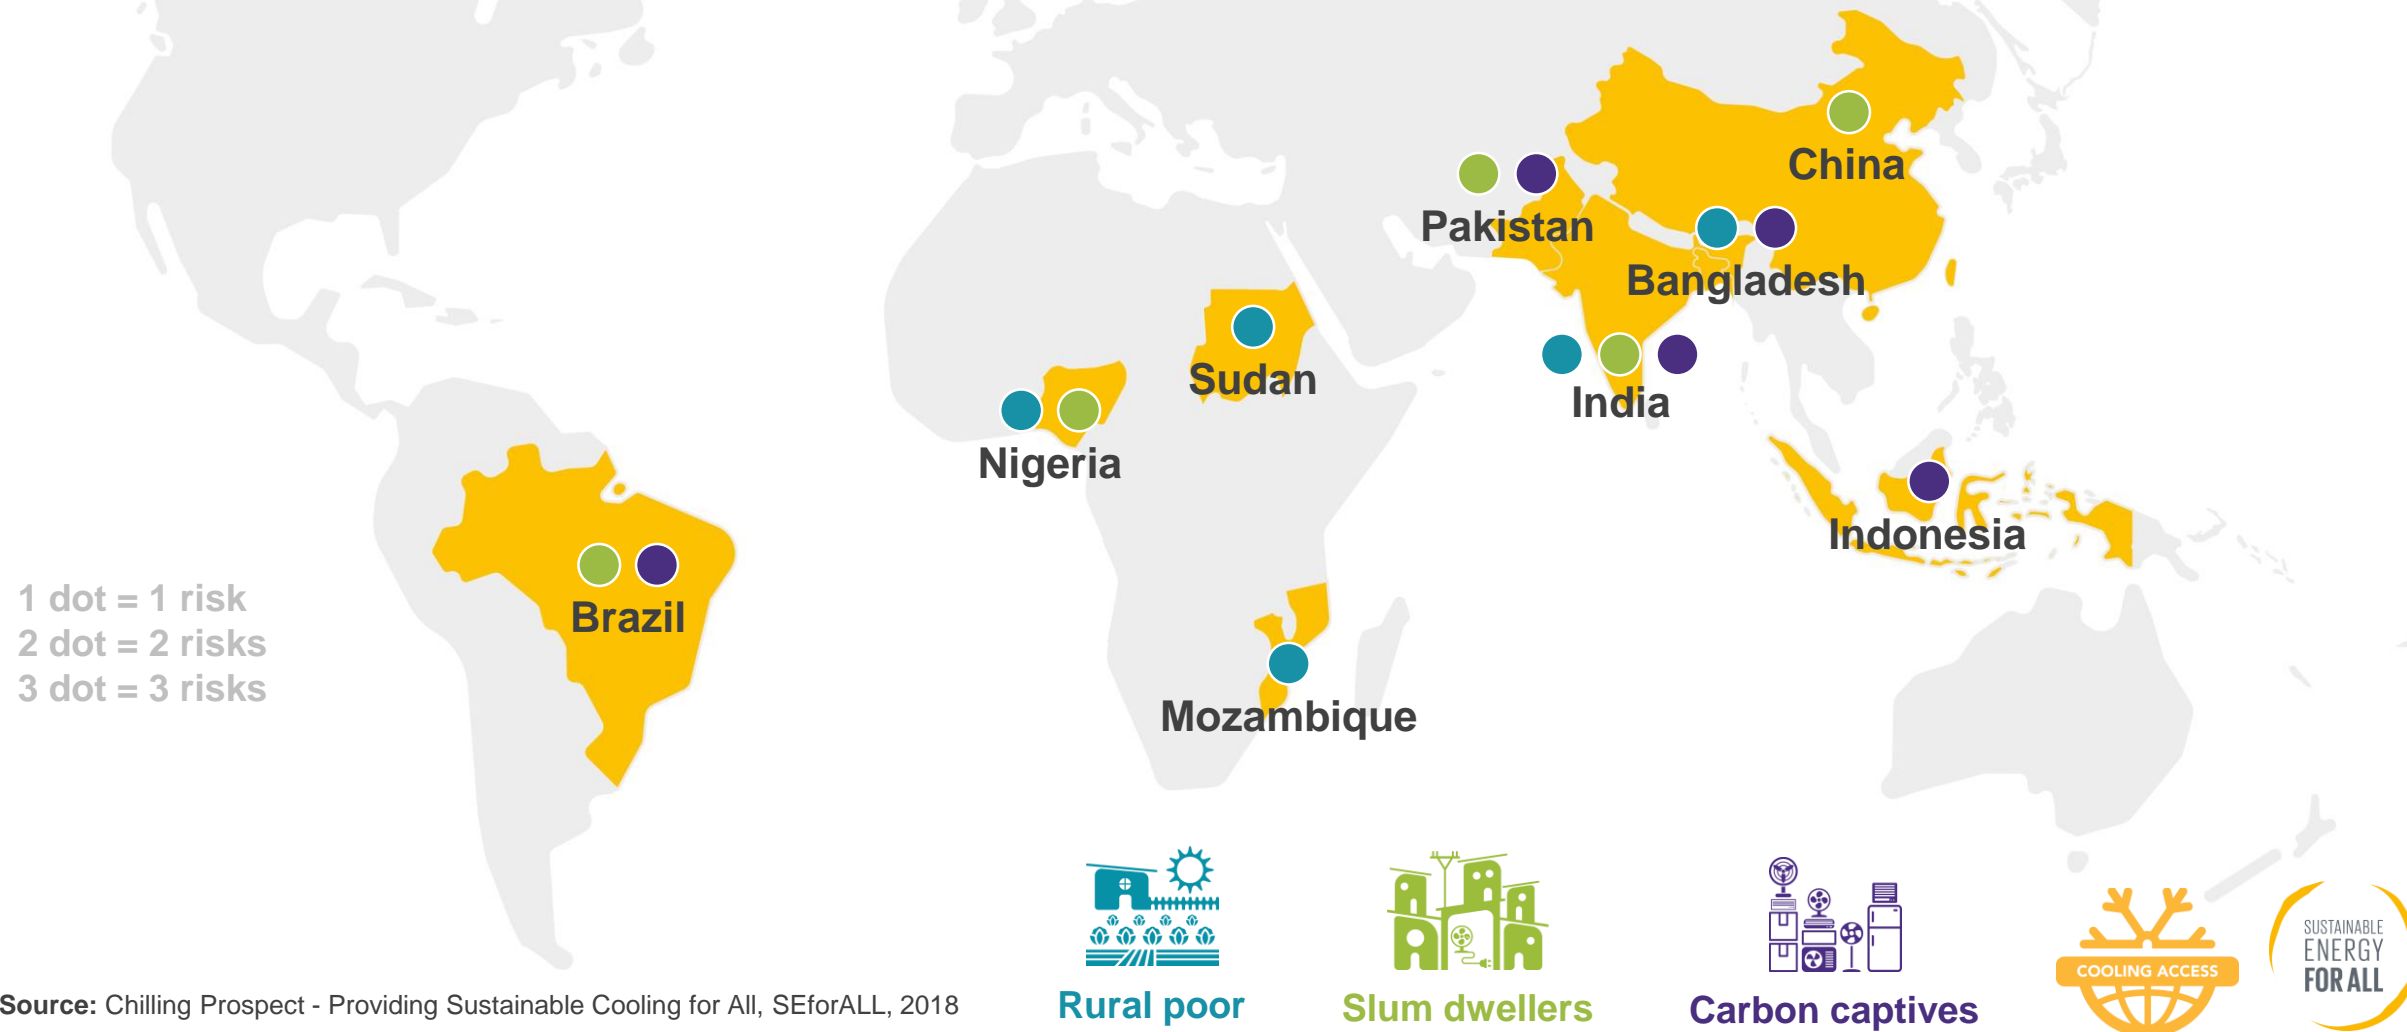 China
Pakistan
Bangladesh
Sudan
India
Nigeria
Indonesia
Brazil
1 dot = 1 risk
2 dot = 2 risks
3 dot = 3 risks
Mozambique
Source: Chilling Prospect - Providing Sustainable Cooling for All, SEforALL, 2018
Rural poor
Slum dwellers
Carbon captives
COOLING ACCESS
SUSTAINABLE
ENERGY
FOR ALL